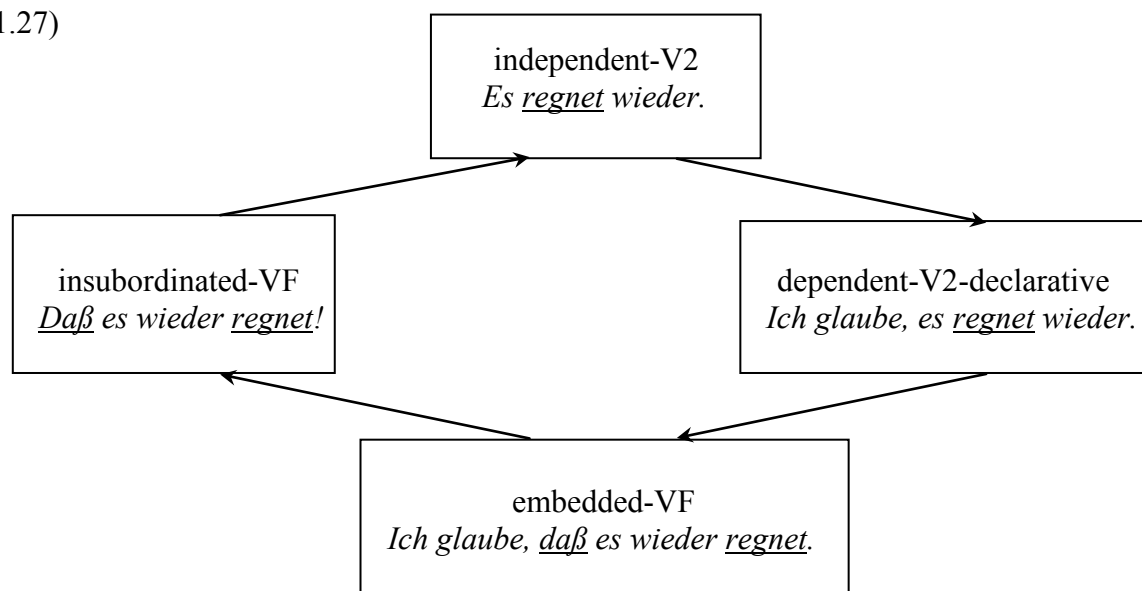 1.27)
independent-V2
Es regnet wieder.
insubordinated-VF
Daß es wieder regnet!
dependent-V2-declarative
Ich glaube, es regnet wieder.
embedded-VF
Ich glaube, daß es wieder regnet.